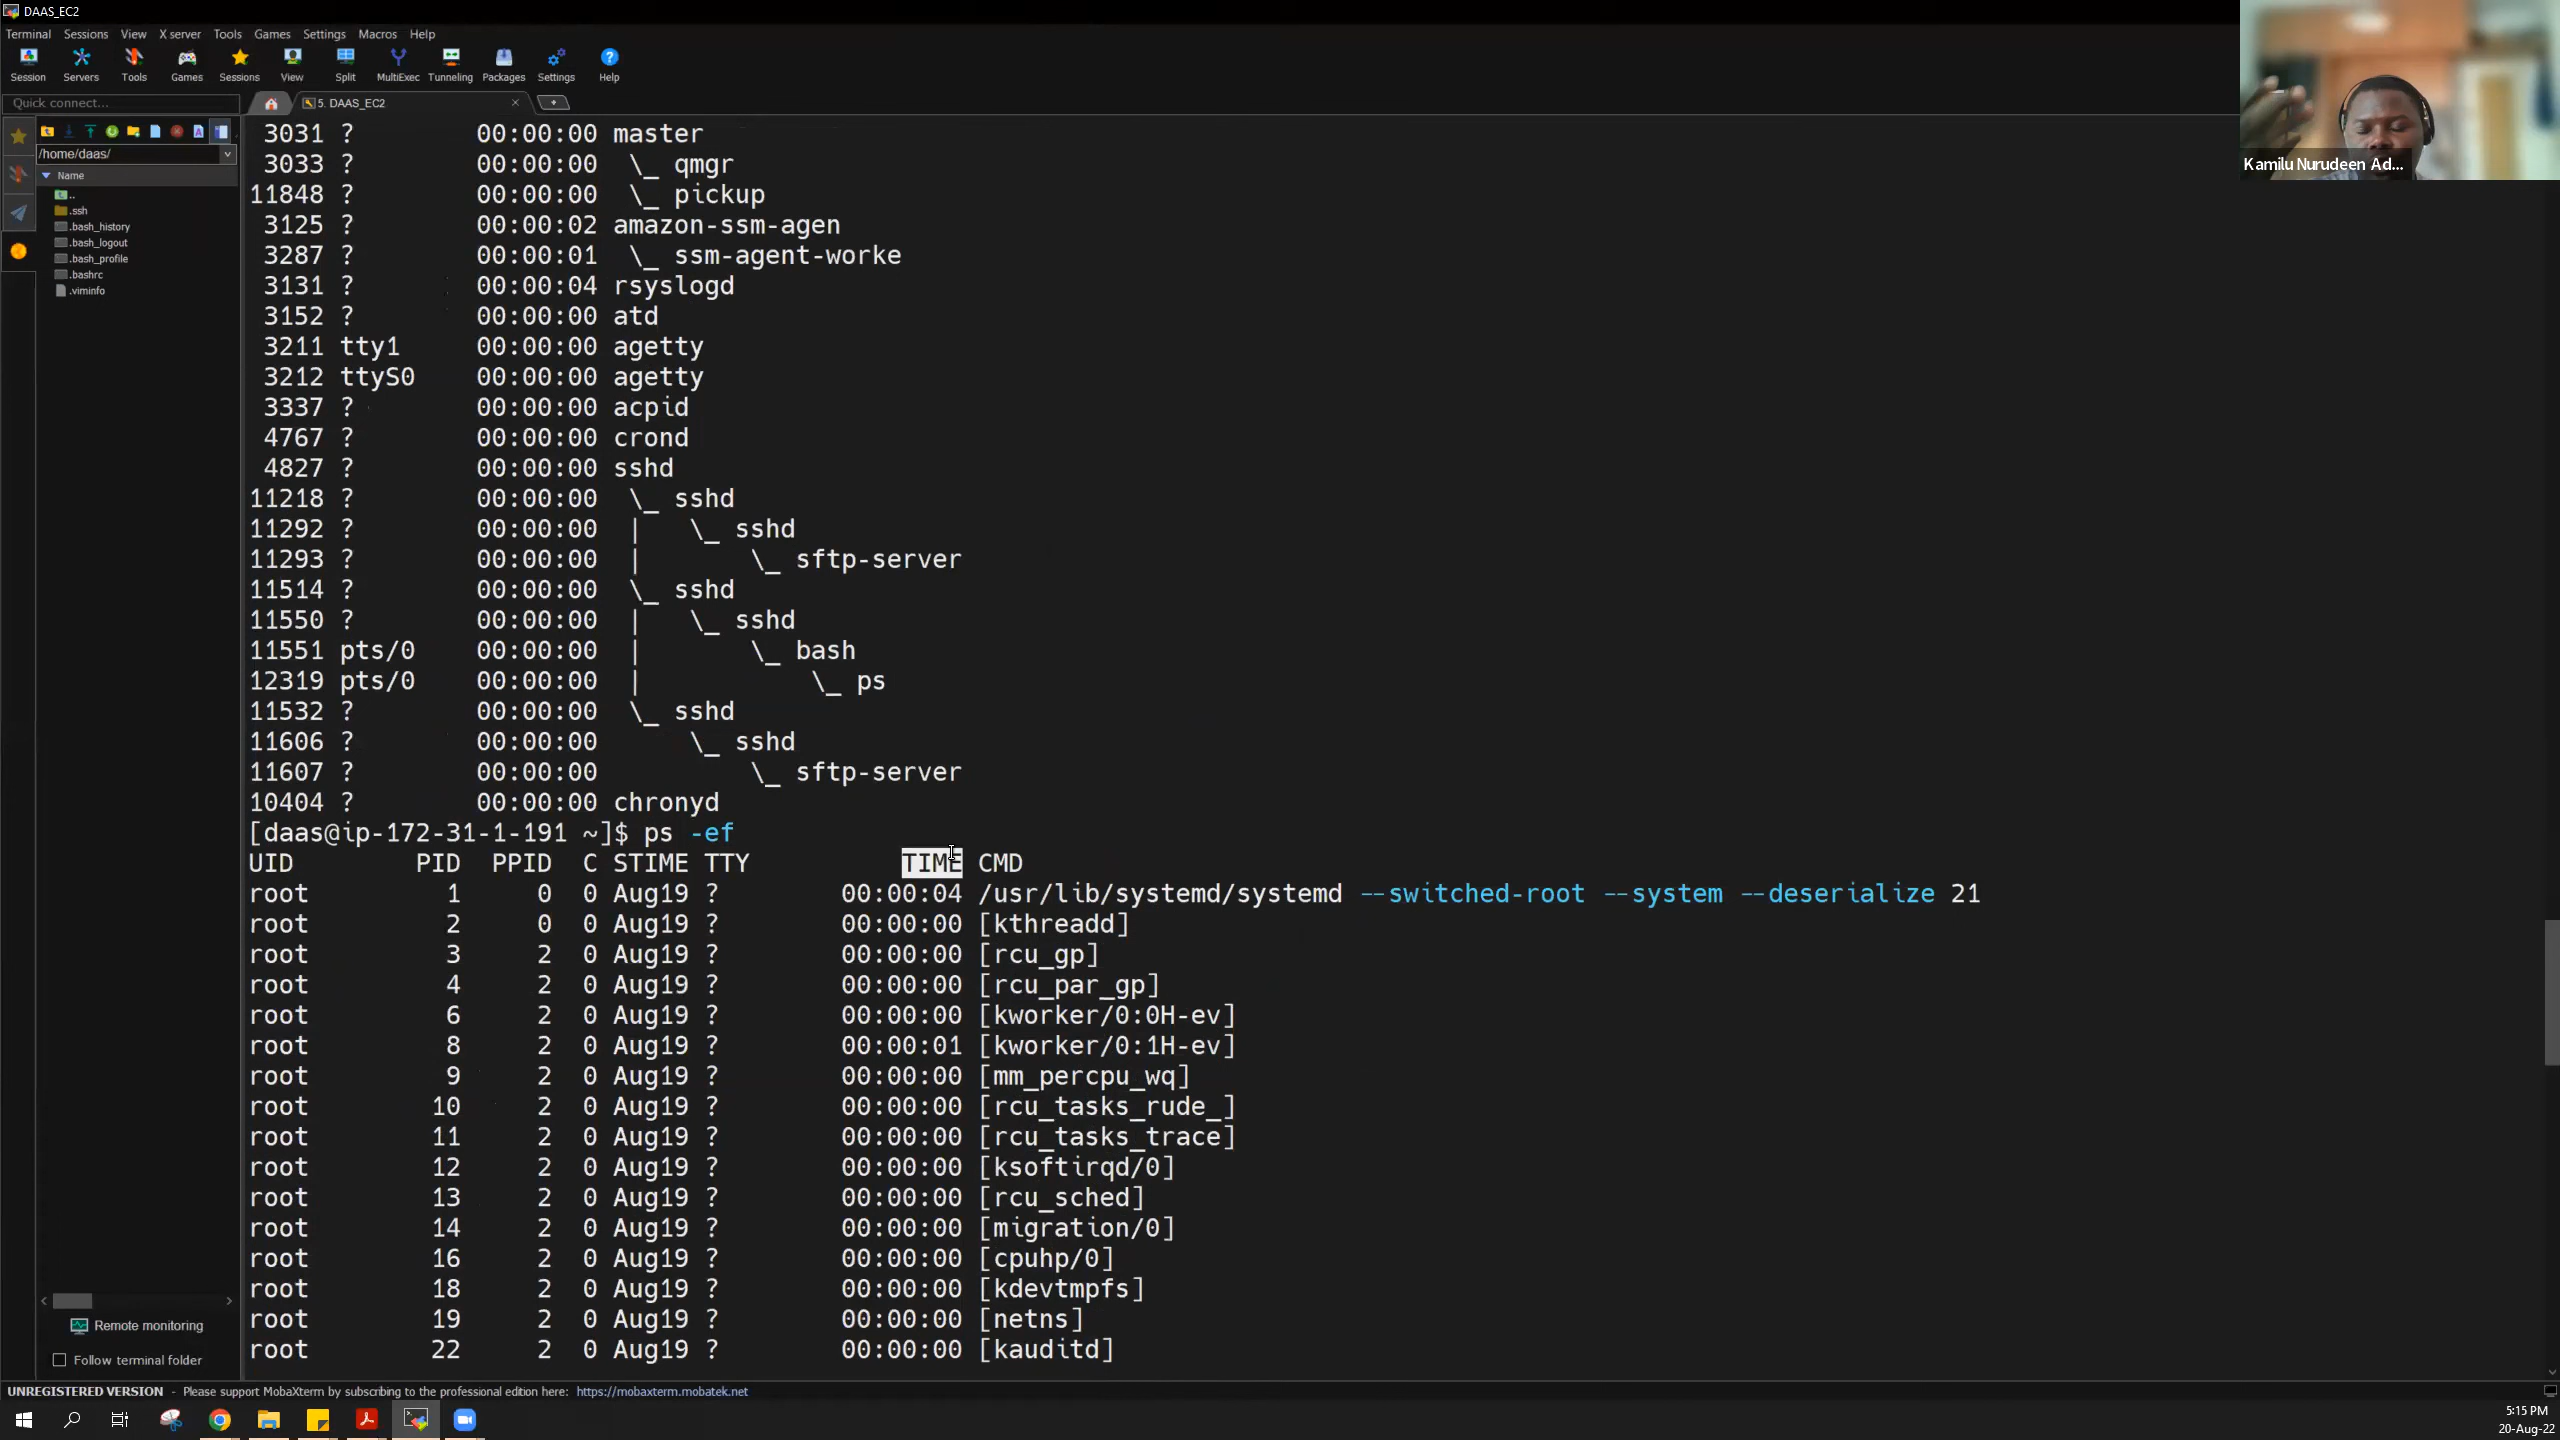 DAAS_EC2
Terminal Sessions View X server Tools Games Settings Macros Help
Session Servers Tools Games Sessions View Split MultiExec Tunneling Packages Settings Help
Quick connect...
5. DAAS_EC2
/home/daas/
Name
..
.ssh
.bash_history
.bash_logout
.bash_profile
.bashrc
.viminfo
Remote monitoring
Follow terminal folder
Kamilu Nurudeen Ad...
3031 ? 00:00:00 master
3033 ? 00:00:00 \_ qmgr
11848 ? 00:00:00 \_ pickup
3125 ? 00:00:02 amazon-ssm-agen
3287 ? 00:00:01 \_ ssm-agent-worke
3131 ? 00:00:04 rsyslogd
3152 ? 00:00:00 atd
3211 tty1 00:00:00 agetty
3212 ttyS0 00:00:00 agetty
3337 ? 00:00:00 acpid
4767 ? 00:00:00 crond
4827 ? 00:00:00 sshd
11218 ? 00:00:00 \_ sshd
11292 ? 00:00:00 | \_ sshd
11293 ? 00:00:00 | \_ sftp-server
11514 ? 00:00:00 \_ sshd
11550 ? 00:00:00 | \_ sshd
11551 pts/0 00:00:00 | \_ bash
12319 pts/0 00:00:00 | \_ ps
11532 ? 00:00:00 \_ sshd
11606 ? 00:00:00 \_ sshd
11607 ? 00:00:00 \_ sftp-server
10404 ? 00:00:00 chronyd
[daas@ip-172-31-1-191 ~]$ ps -ef
UID PID PPID C STIME TTY TIME CMD
root 1 0 0 Aug19 ? 00:00:04 /usr/lib/systemd/systemd --switched-root --system --deserialize 21
root 2 0 0 Aug19 ? 00:00:00 [kthreadd]
root 3 2 0 Aug19 ? 00:00:00 [rcu_gp]
root 4 2 0 Aug19 ? 00:00:00 [rcu_par_gp]
root 6 2 0 Aug19 ? 00:00:00 [kworker/0:0H-ev]
root 8 2 0 Aug19 ? 00:00:01 [kworker/0:1H-ev]
root 9 2 0 Aug19 ? 00:00:00 [mm_percpu_wq]
root 10 2 0 Aug19 ? 00:00:00 [rcu_tasks_rude_]
root 11 2 0 Aug19 ? 00:00:00 [rcu_tasks_trace]
root 12 2 0 Aug19 ? 00:00:00 [ksoftirqd/0]
root 13 2 0 Aug19 ? 00:00:00 [rcu_sched]
root 14 2 0 Aug19 ? 00:00:00 [migration/0]
root 16 2 0 Aug19 ? 00:00:00 [cpuhp/0]
root 18 2 0 Aug19 ? 00:00:00 [kdevtmpfs]
root 19 2 0 Aug19 ? 00:00:00 [netns]
root 22 2 0 Aug19 ? 00:00:00 [kauditd]
UNREGISTERED VERSION - Please support MobaXterm by subscribing to the professional edition here: https://mobaxterm.mobatek.net
5:15 PM
20-Aug-22